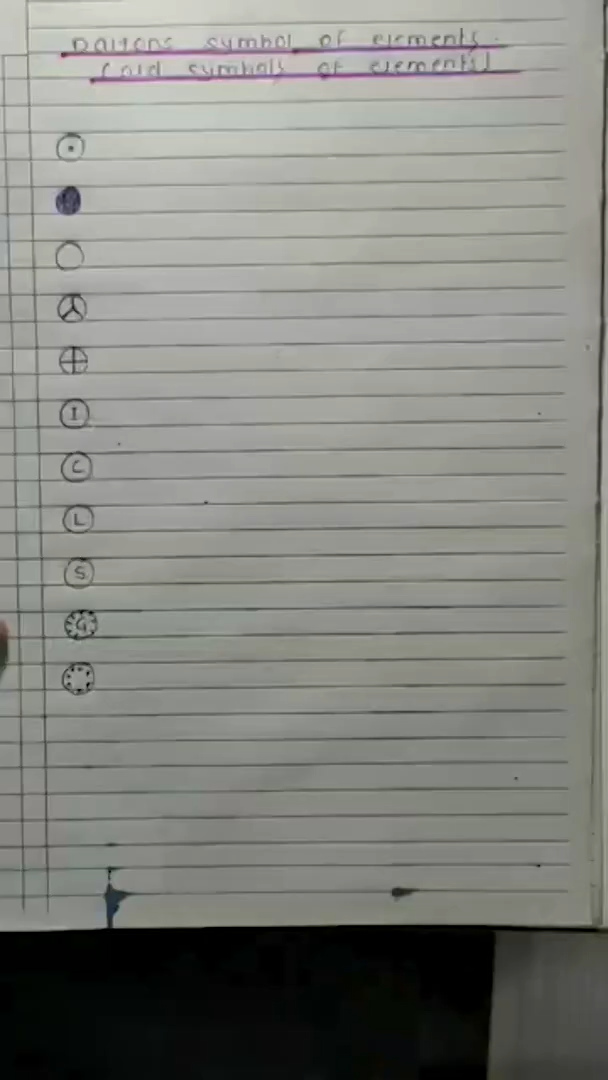 Daltons symbol of elements.
(old symbols of elements)
I
C
L
S
G